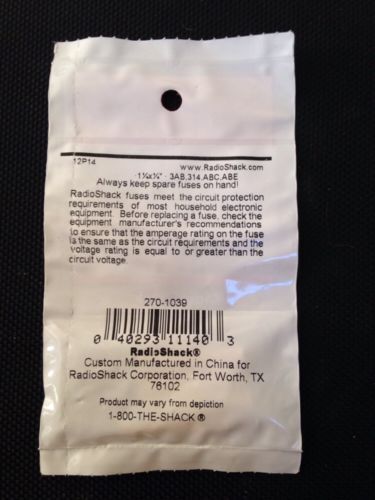 12P14
www.RadioShack.com
1¼x¼" - 3AB,314,ABC,ABE
Always keep spare fuses on hand!
RadioShack fuses meet the circuit protection
requirements of most household electronic
equipment. Before replacing a fuse, check the
equipment manufacturer's recommendations
to ensure that the amperage rating on the fuse
is the same as the circuit requirements and the
voltage rating is equal to or greater than the
circuit voltage.
270-1039
0 40293 11140 3
RadioShack®
Custom Manufactured in China for
RadioShack Corporation, Fort Worth, TX
76102
Product may vary from depiction
1-800-THE-SHACK ®